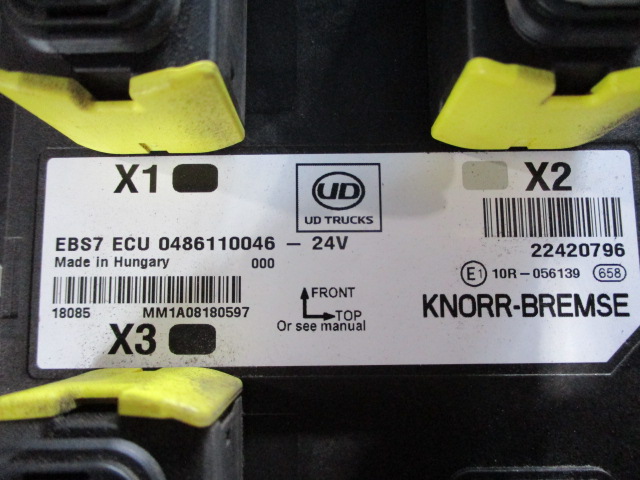 X1
UD
UD TRUCKS
X2
EBS7 ECU 0486110046 - 24V
Made in Hungary 000
22420796
E1 10R-056139 658
18085 MM1A08180597
FRONT
TOP
Or see manual
KNORR-BREMSE
X3